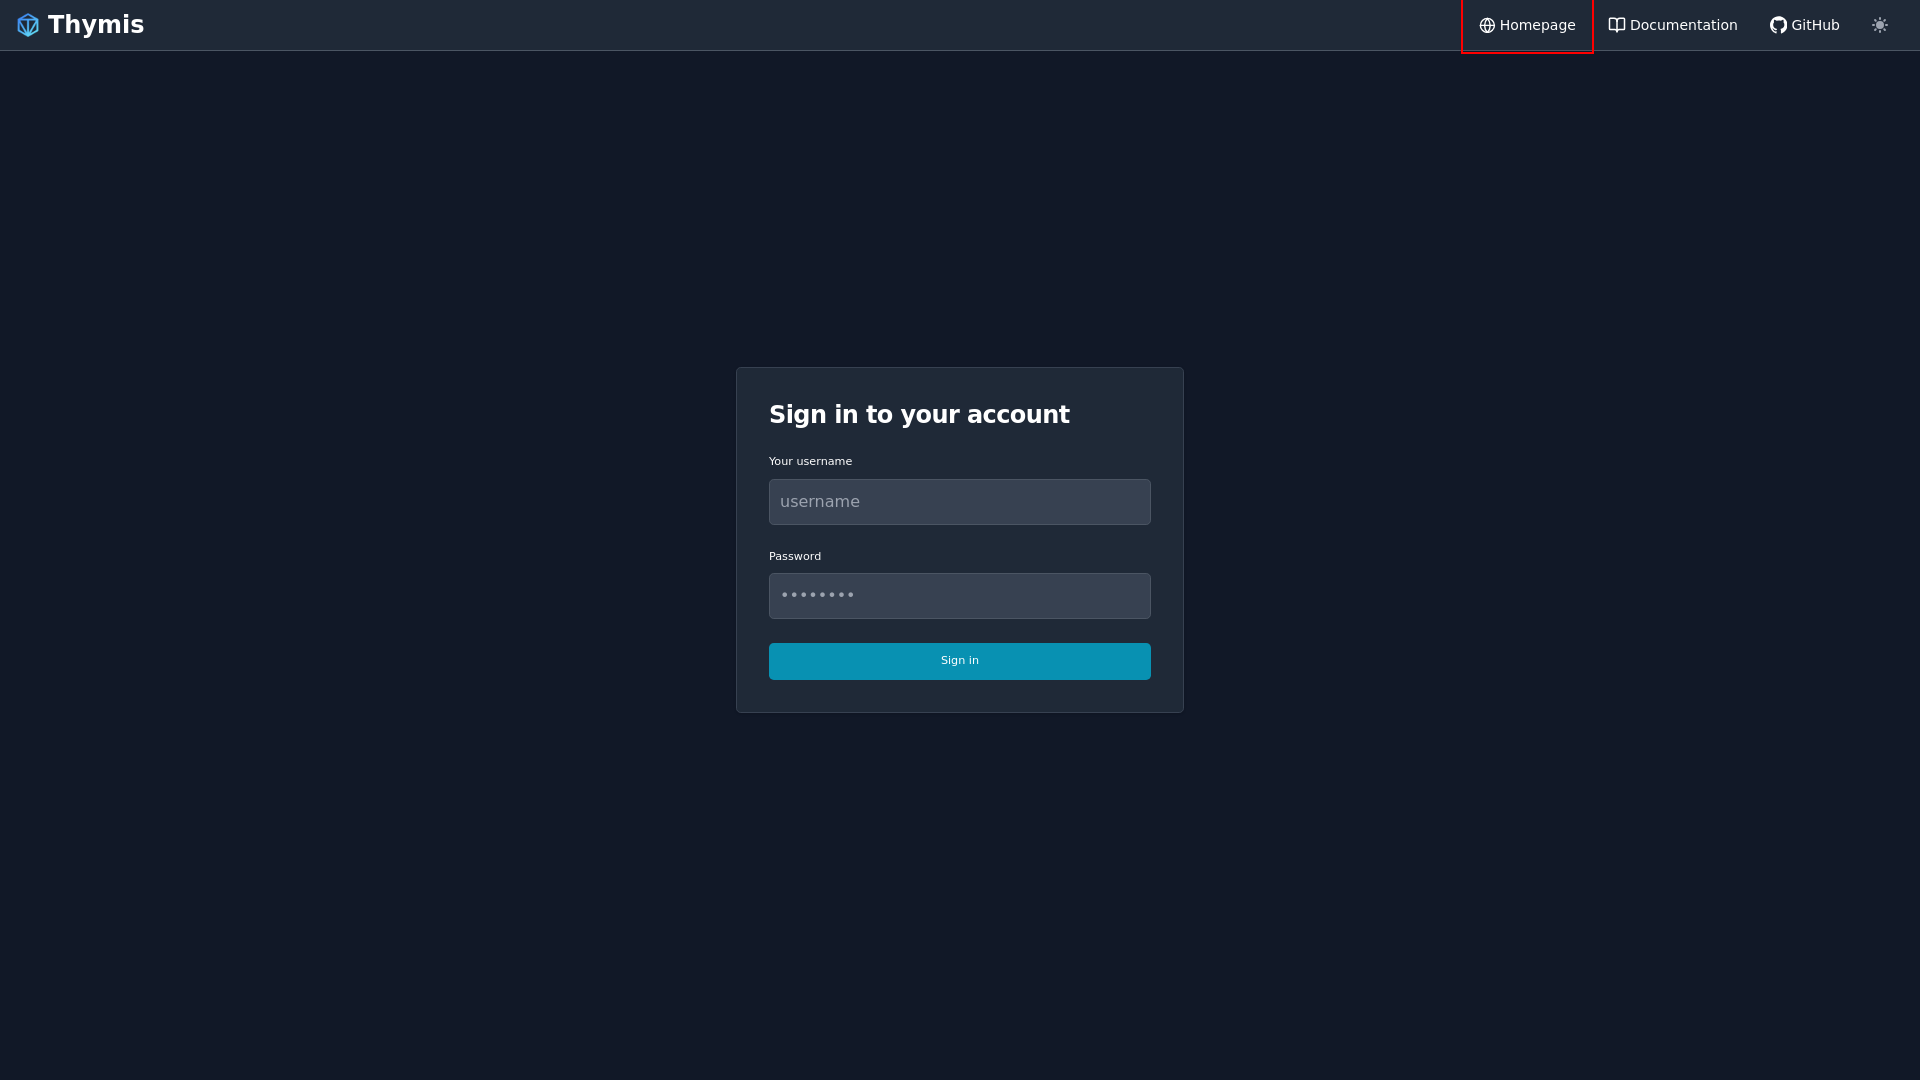 Thymis
Homepage
Documentation
GitHub
Sign in to your account
Your username
username
Password
••••••••
Sign in